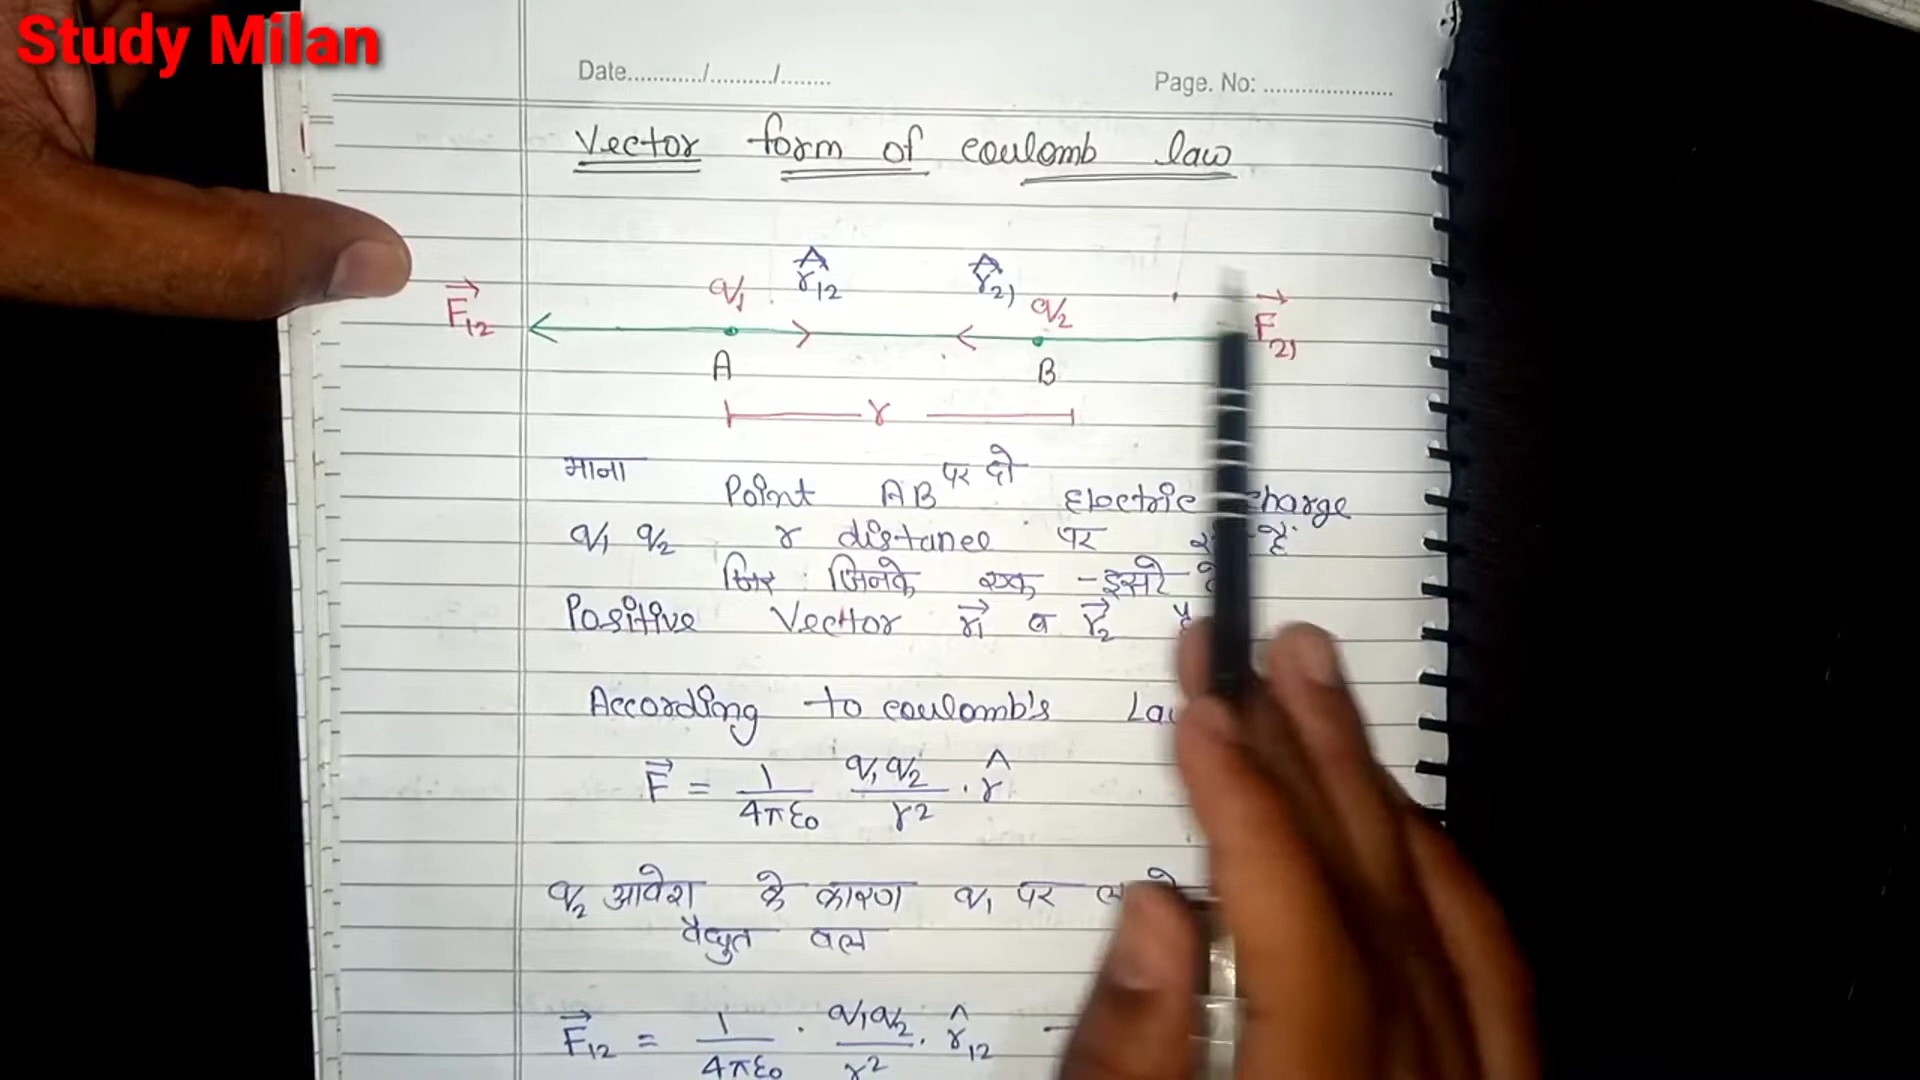 Study Milan
Date............/........../........
Page. No: ......................
Vector form of coulomb law
F⃗12 q1 r̂12 r̂21 q2 F⃗21
A B
r
माना Point AB पर दो Electric charge
q1 q2 r distance पर
जिनके एक -
Positive Vector r⃗1 व r⃗2
According to coulomb's
F⃗ = 1/4πε0 q1q2/r2 . r̂
q2 आवेश के कारण q1 पर
वैद्युत बल
F⃗12 = 1/4πε0 . q1q2/r2 . r̂12